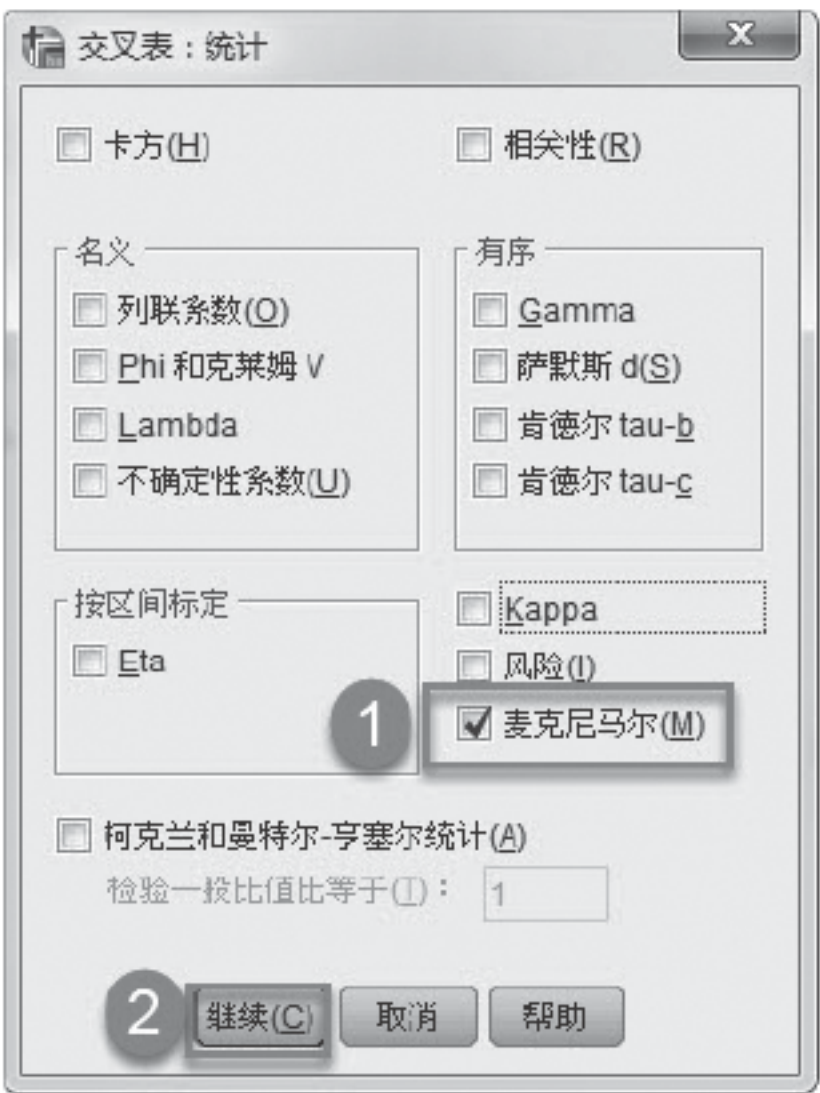 交叉表：统计
x
卡方(H)
相关性(R)
名义
列联系数(O)
Phi 和克莱姆 V
Lambda
不确定性系数(U)
有序
Gamma
萨默斯 d(S)
肯德尔 tau-b
肯德尔 tau-c
按区间标定
Eta
Kappa
风险(I)
1
麦克尼马尔(M)
柯克兰和曼特尔-亨塞尔统计(A)
检验一般比值比等于(T)： 1
2
继续(C) 取消 帮助